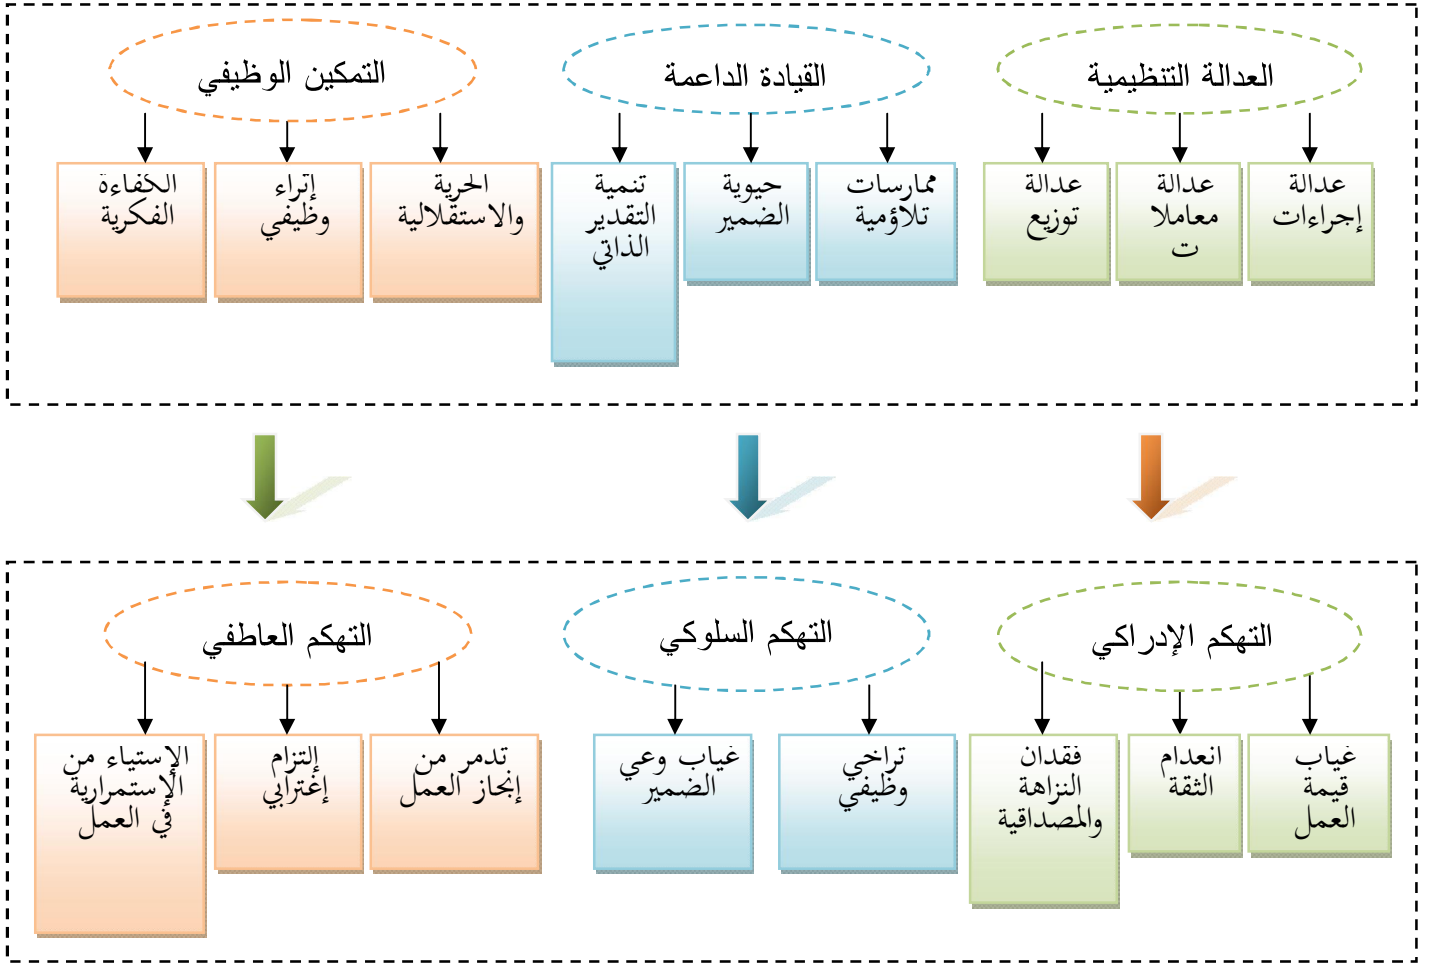 العدالة التنظيمية
القيادة الداعمة
التمكين الوظيفي
عدالة
إجراءات
عدالة
معاملا
ت
عدالة
توزيع
ممارسات
تلاؤمية
حيوية
الضمير
تنمية
التقدير
الذاتي
الحرية
والاستقلالية
إثراء
وظيفي
الكفاءة
الفكرية
التهكم الإدراكي
التهكم السلوكي
التهكم العاطفي
غياب
قيمة
العمل
انعدام
الثقة
فقدان
النزاهة
والمصداقية
تراخي
وظيفي
غياب وعي
الضمير
تدمر من
إنجاز العمل
إلتزام
إغترابي
الإستياء من
الإستمرارية
في العمل